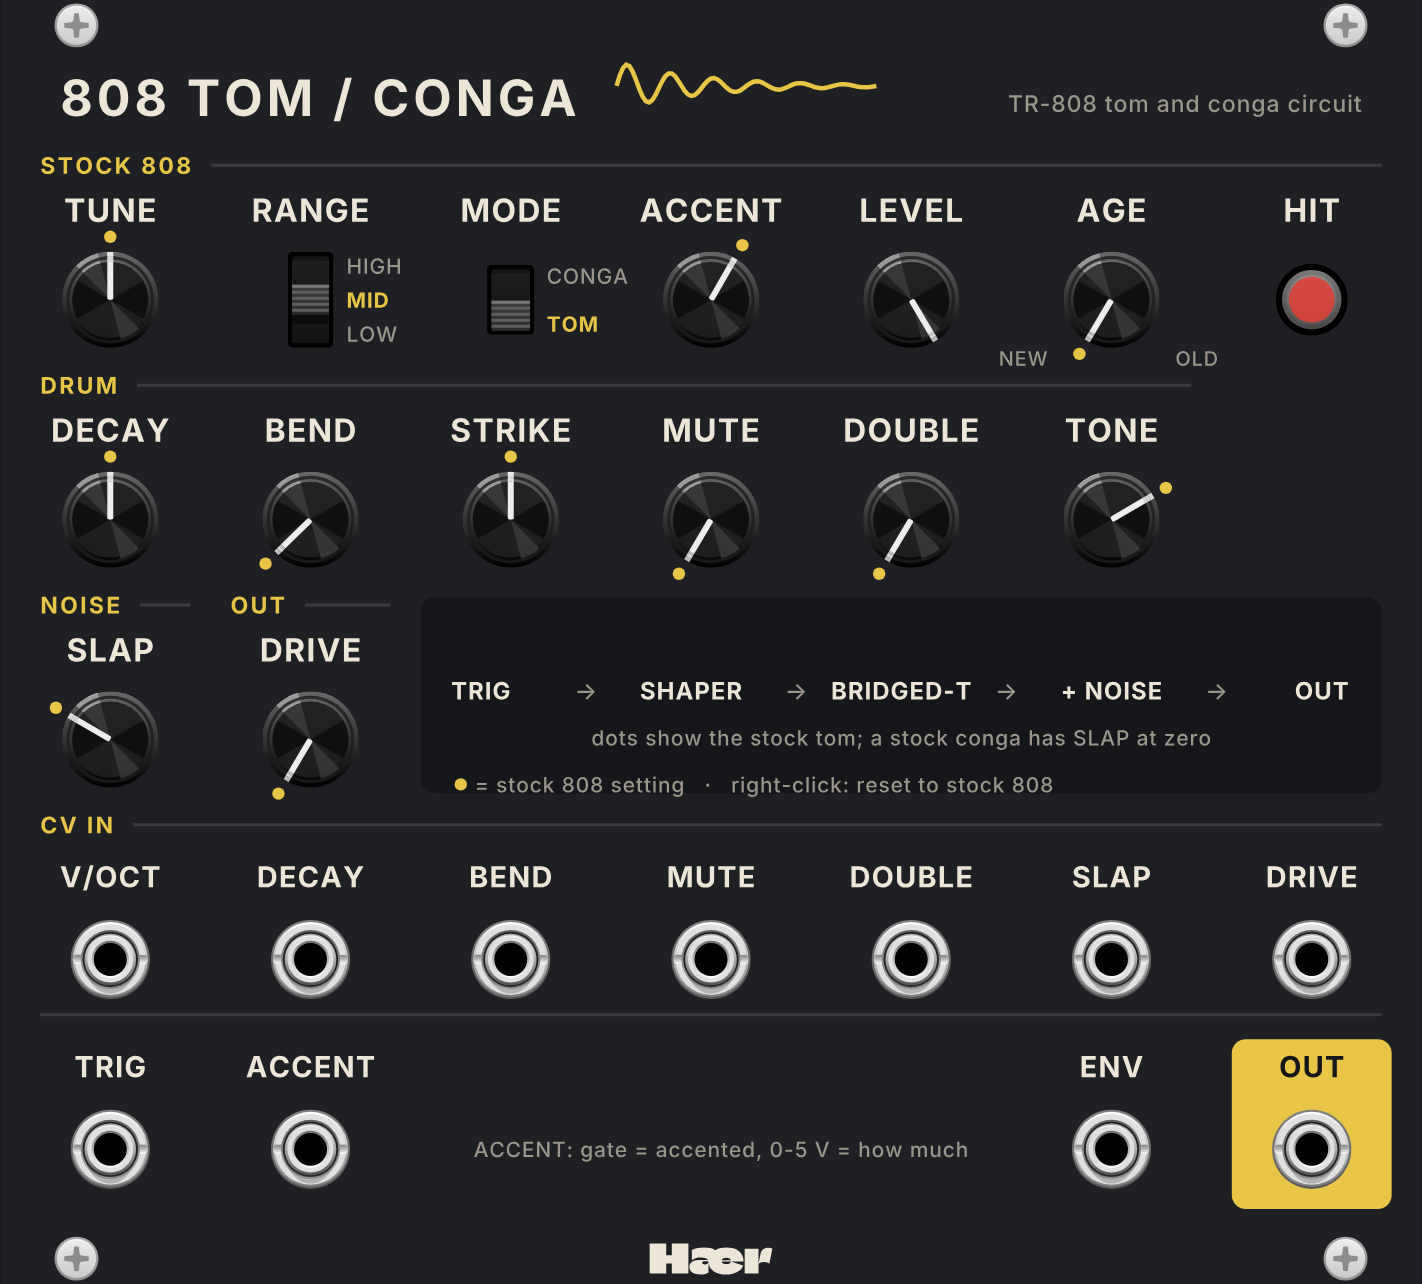 808 TOM / CONGA
TR-808 tom and conga circuit
STOCK 808
TUNE RANGE MODE ACCENT LEVEL AGE HIT
HIGH
MID
LOW
CONGA
TOM
NEW OLD
DRUM
DECAY BEND STRIKE MUTE DOUBLE TONE
NOISE OUT
SLAP DRIVE
TRIG → SHAPER → BRIDGED-T → + NOISE → OUT
dots show the stock tom; a stock conga has SLAP at zero
= stock 808 setting · right-click: reset to stock 808
CV IN
V/OCT DECAY BEND MUTE DOUBLE SLAP DRIVE
TRIG ACCENT ENV OUT
ACCENT: gate = accented, 0-5 V = how much
Hær